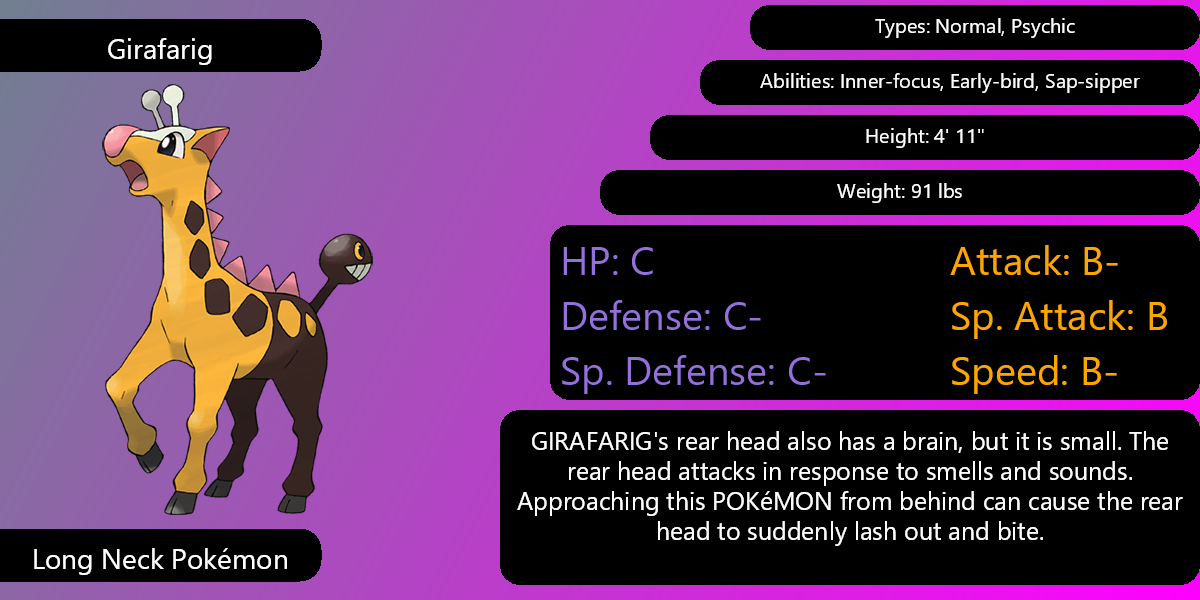 Girafarig
Types: Normal, Psychic
Abilities: Inner-focus, Early-bird, Sap-sipper
Height: 4' 11"
Weight: 91 lbs
HP: C
Attack: B-
Defense: C-
Sp. Attack: B
Sp. Defense: C-
Speed: B-
GIRAFARIG's rear head also has a brain, but it is small. The
rear head attacks in response to smells and sounds.
Approaching this POKéMON from behind can cause the rear
head to suddenly lash out and bite.
Long Neck Pokémon